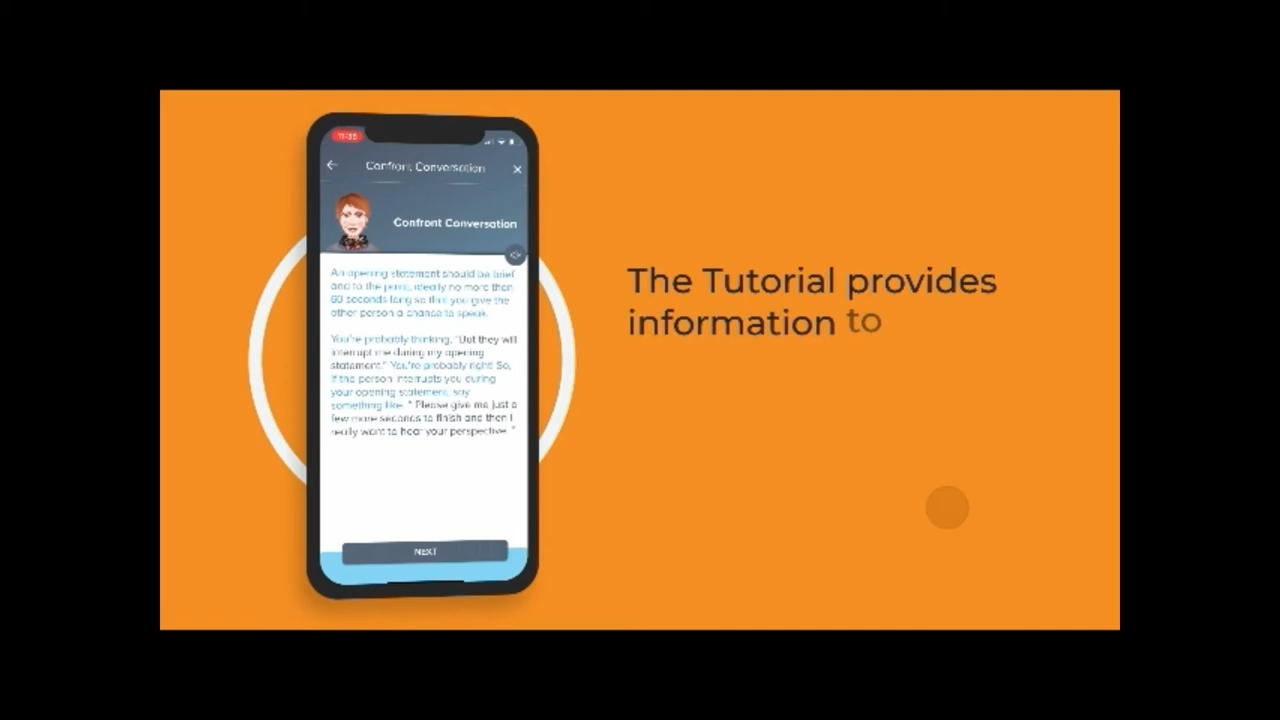 11:35
Confront Conversation
Confront Conversation
An opening statement should be brief
and to the point, ideally no more than
60 seconds long so that you give the
other person a chance to speak.
You're probably thinking, "But they will
interrupt me during my opening
statement." You're probably right! So,
if the person interrupts you during
your opening statement, say
something like, " Please give me just a
few more seconds to finish and then I
really want to hear your perspective. "
NEXT
The Tutorial provides
information to